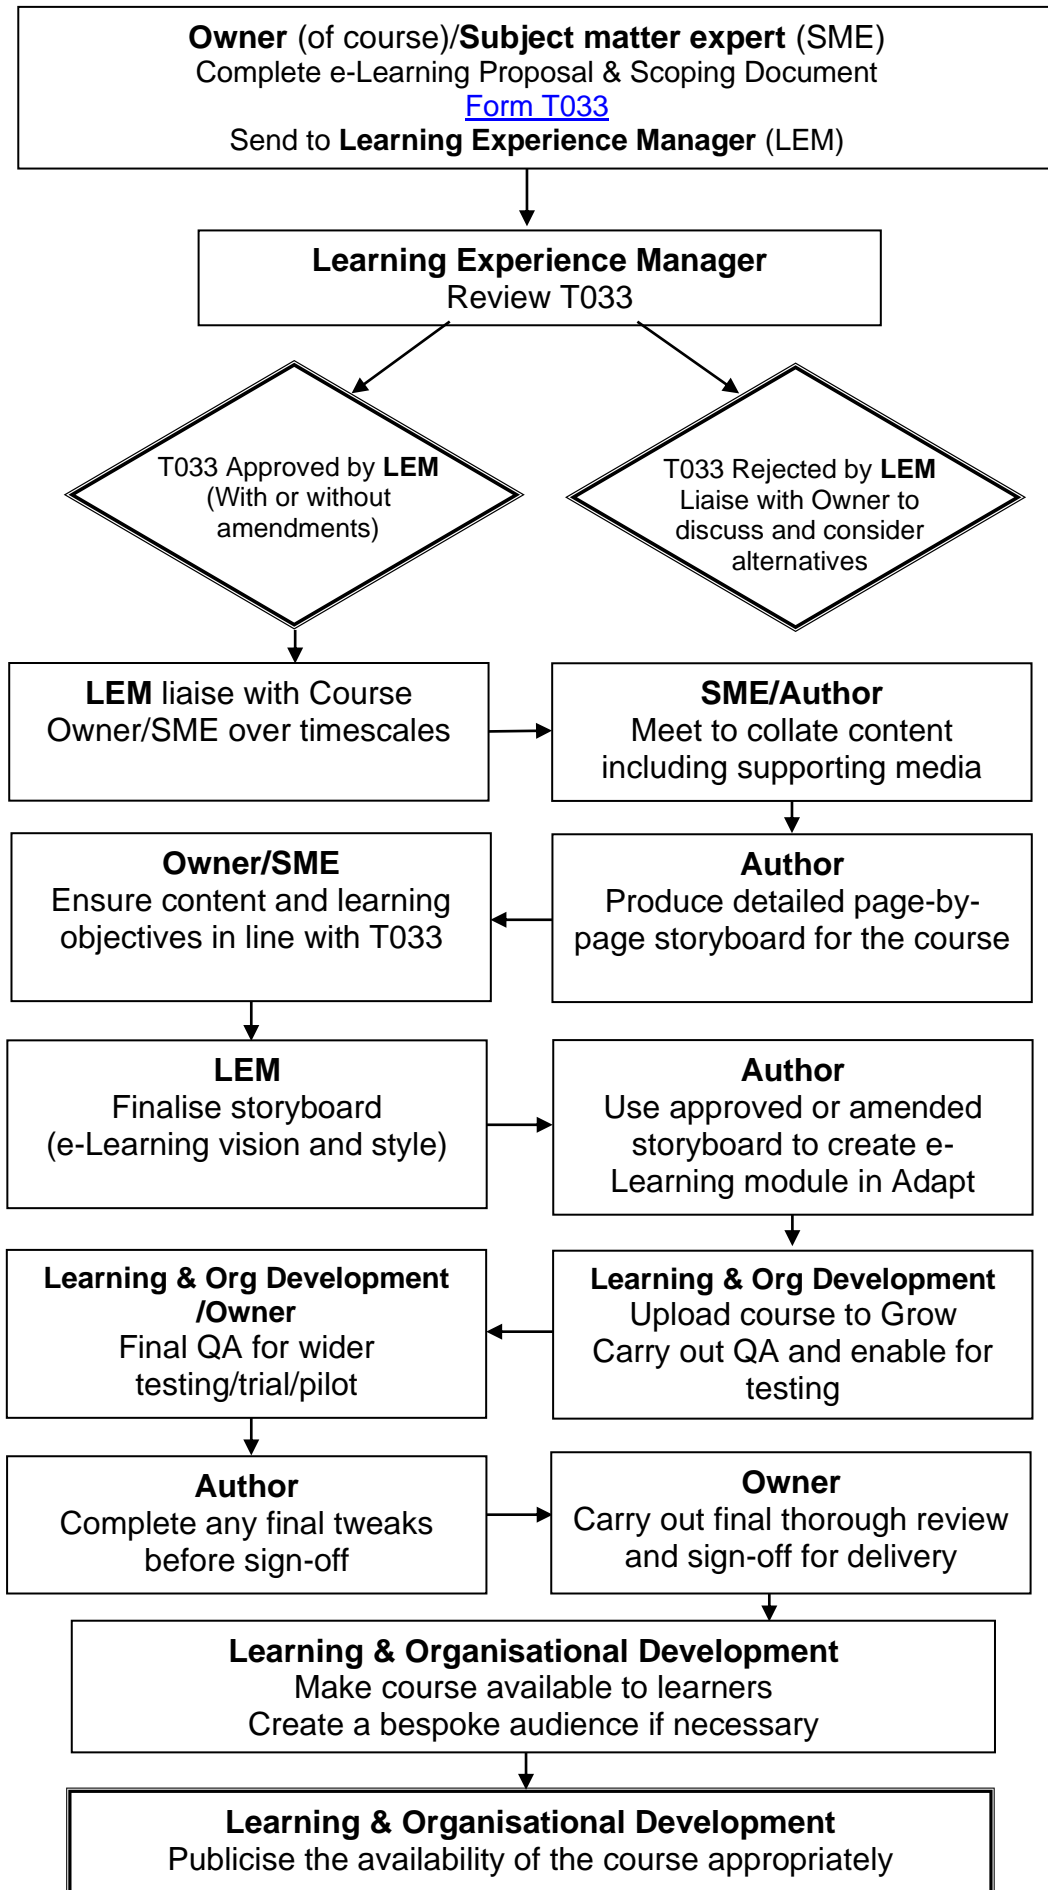 Owner (of course)/Subject matter expert (SME)
Complete e-Learning Proposal & Scoping Document
Form T033
Send to Learning Experience Manager (LEM)
Learning Experience Manager
Review T033
T033 Approved by LEM
(With or without
amendments)
T033 Rejected by LEM
Liaise with Owner to
discuss and consider
alternatives
LEM liaise with Course
Owner/SME over timescales
SME/Author
Meet to collate content
including supporting media
Owner/SME
Ensure content and learning
objectives in line with T033
Author
Produce detailed page-by-
page storyboard for the course
LEM
Finalise storyboard
(e-Learning vision and style)
Author
Use approved or amended
storyboard to create e-
Learning module in Adapt
Learning & Org Development
/Owner
Final QA for wider
testing/trial/pilot
Learning & Org Development
Upload course to Grow
Carry out QA and enable for
testing
Author
Complete any final tweaks
before sign-off
Owner
Carry out final thorough review
and sign-off for delivery
Learning & Organisational Development
Make course available to learners
Create a bespoke audience if necessary
Learning & Organisational Development
Publicise the availability of the course appropriately